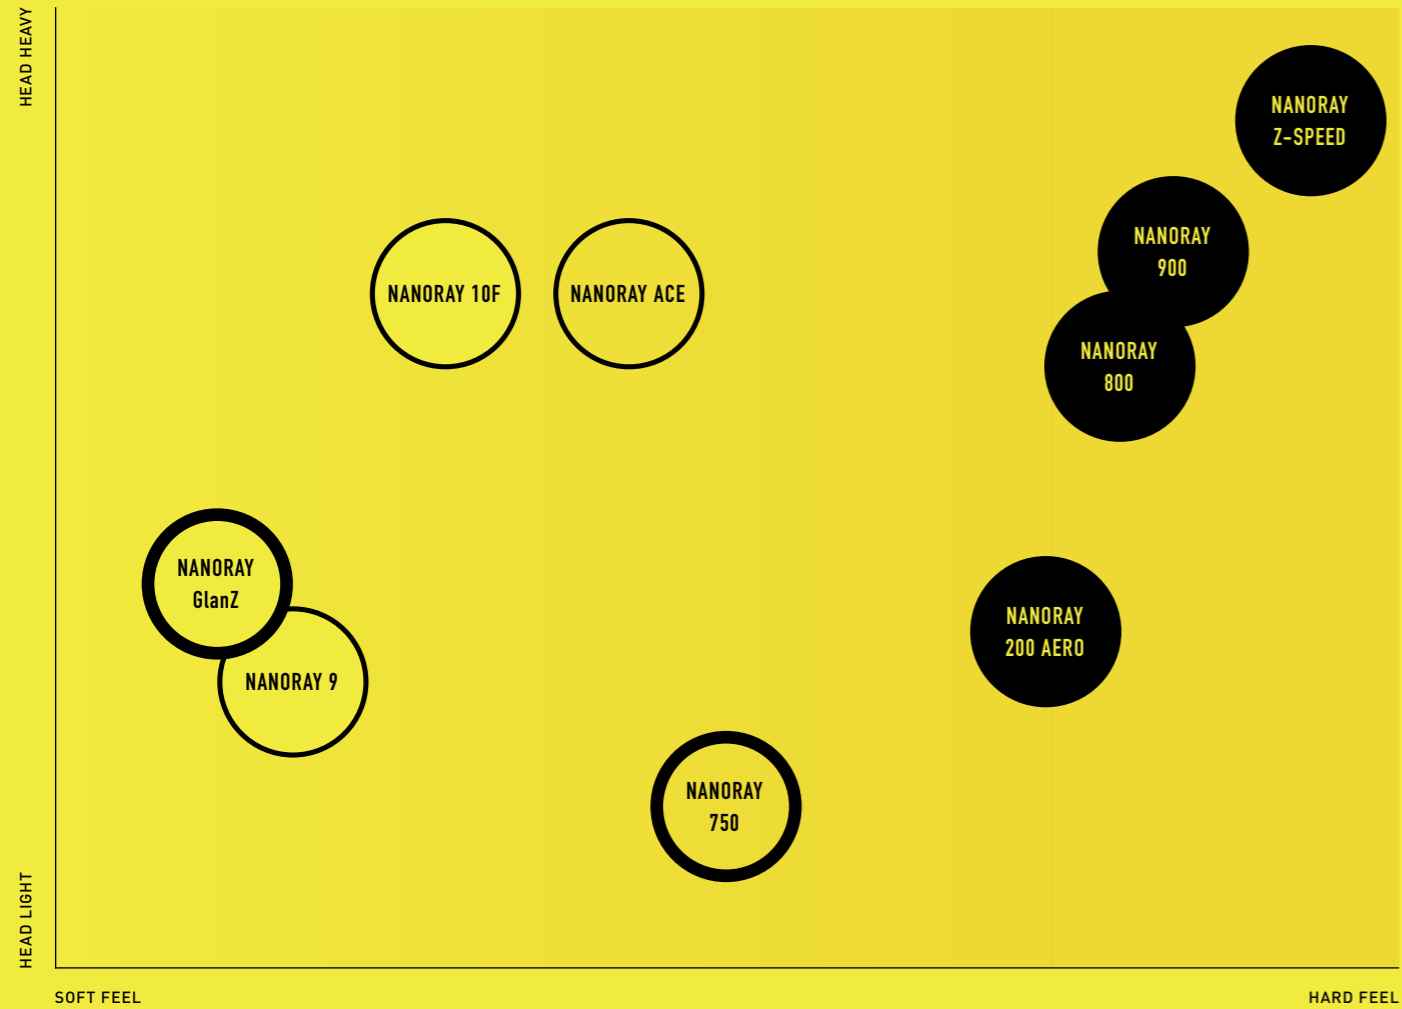 HEAD HEAVY
NANORAY
Z-SPEED
NANORAY
900
NANORAY 10F
NANORAY ACE
NANORAY
800
NANORAY
GlanZ
NANORAY
200 AERO
NANORAY 9
NANORAY
750
HEAD LIGHT
SOFT FEEL
HARD FEEL